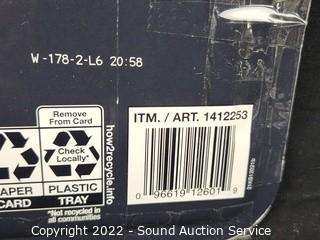 W-178-2-L6 20:58
Remove
From Card
Check
Locally*
PAPER
CARD
PLASTIC
TRAY
*Not recycled in
all communities
how2recycle.info
ITM. / ART. 1412253
0 96619 12601 9
Copyright 2022 - Sound Auction Service